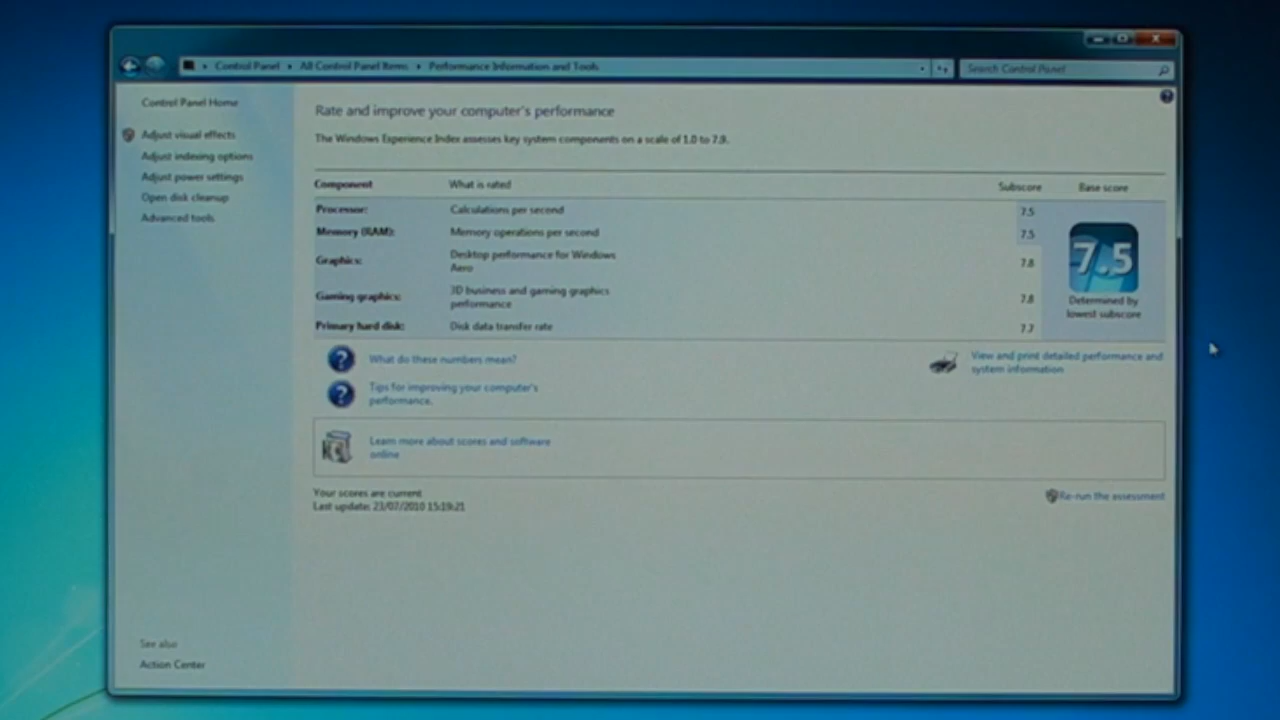 Control Panel
All Control Panel Items
Performance Information and Tools
Search Control Panel
Control Panel Home
Adjust visual effects
Adjust indexing options
Adjust power settings
Open disk cleanup
Advanced tools
See also
Action Center
Rate and improve your computer's performance
The Windows Experience Index assesses key system components on a scale of 1.0 to 7.9.
Component What is rated Subscore Base score
Processor: Calculations per second 7.5
Memory (RAM): Memory operations per second 7.5
Graphics: Desktop performance for Windows
Aero 7.8
Gaming graphics: 3D business and gaming graphics
performance 7.8
Primary hard disk: Disk data transfer rate 7.7
7.5
Determined by
lowest subscore
What do these numbers mean?
Tips for improving your computer's
performance.
View and print detailed performance and
system information
Learn more about scores and software
online
Your scores are current
Last update: 23/07/2010 15:19:21
Re-run the assessment